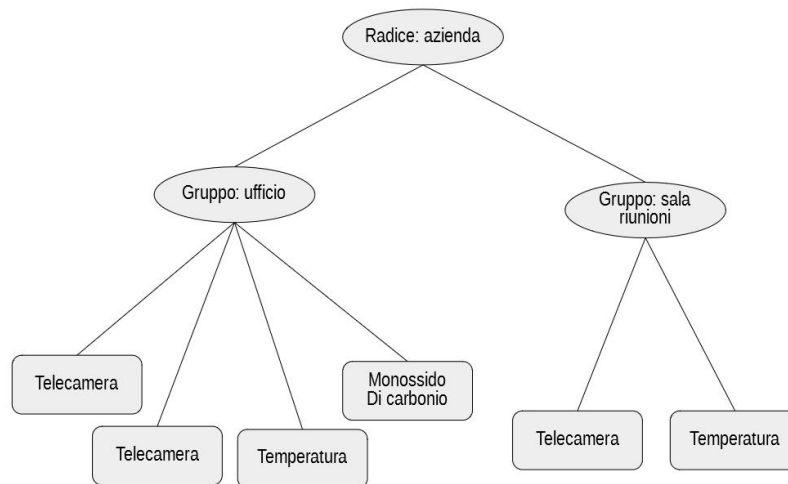 Radice: azienda
Gruppo: ufficio
Gruppo: sala
riunioni
Telecamera
Monossido
Di carbonio
Telecamera
Temperatura
Telecamera
Temperatura